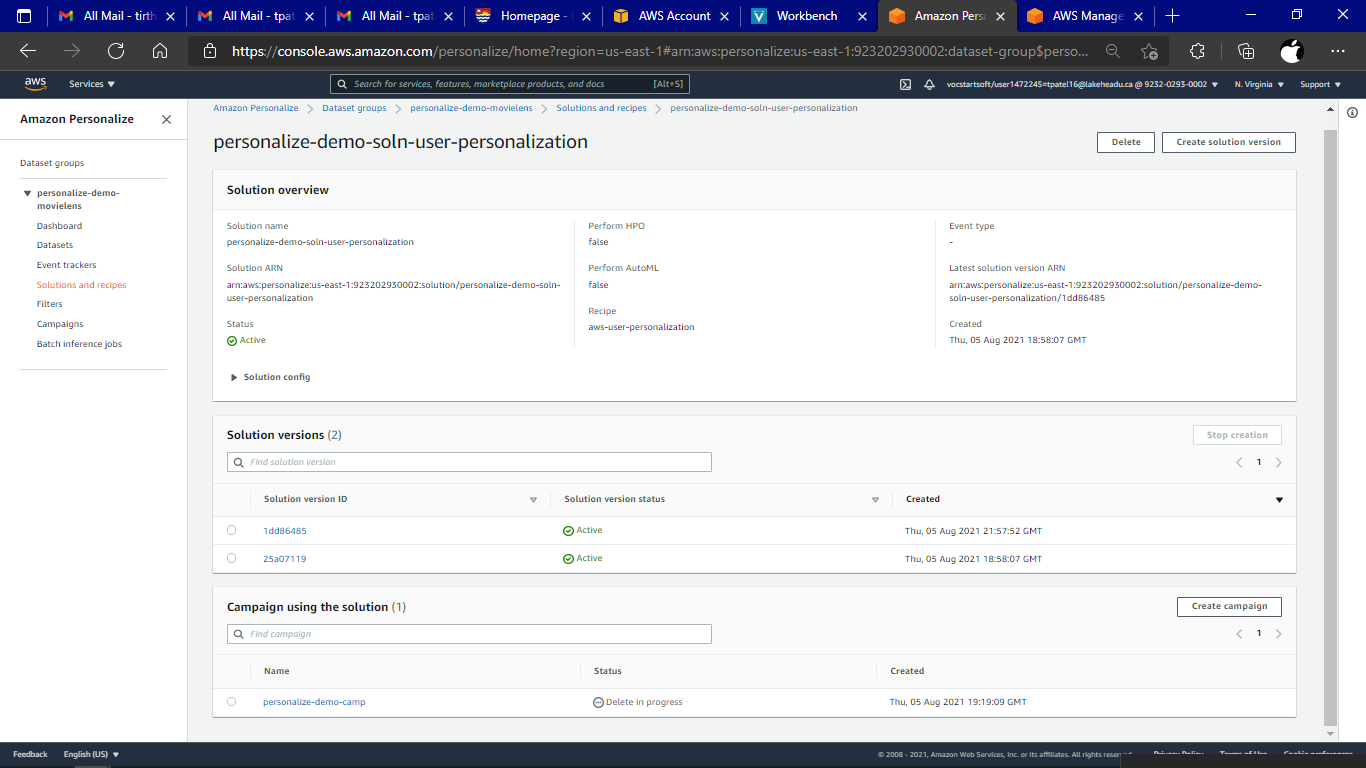 All Mail - tirth
All Mail - tpat
All Mail - tpat
Homepage -
AWS Account
Workbench
Amazon Pers
AWS Manage
https://console.aws.amazon.com/personalize/home?region=us-east-1#arn:aws:personalize:us-east-1:923202930002:dataset-group$perso...
aws
Services
Search for services, features, marketplace products, and docs
[Alt+S]
vocstartsoft/user1472245=tpatel16@lakeheadu.ca @ 9232-0293-0002
N. Virginia
Support
Amazon Personalize
Dataset groups
personalize-demo-
movielens
Dashboard
Datasets
Event trackers
Solutions and recipes
Filters
Campaigns
Batch inference jobs
Amazon Personalize
Dataset groups
personalize-demo-movielens
Solutions and recipes
personalize-demo-soln-user-personalization
personalize-demo-soln-user-personalization
Delete
Create solution version
Solution overview
Solution name
personalize-demo-soln-user-personalization
Solution ARN
arn:aws:personalize:us-east-1:923202930002:solution/personalize-demo-soln-
user-personalization
Status
Active
Perform HPO
false
Perform AutoML
false
Recipe
aws-user-personalization
Event type
-
Latest solution version ARN
arn:aws:personalize:us-east-1:923202930002:solution/personalize-demo-
soln-user-personalization/1dd86485
Created
Thu, 05 Aug 2021 18:58:07 GMT
Solution config
Solution versions (2)
Stop creation
Find solution version
1
Solution version ID
Solution version status
Created
1dd86485
Active
Thu, 05 Aug 2021 21:57:52 GMT
25a07119
Active
Thu, 05 Aug 2021 18:58:07 GMT
Campaign using the solution (1)
Create campaign
Find campaign
1
Name
Status
Created
personalize-demo-camp
Delete in progress
Thu, 05 Aug 2021 19:19:09 GMT
Feedback
English (US)
© 2008 - 2021, Amazon Web Services, Inc. or its affiliates. All rights reserv
Privacy Policy
Terms of Use
Cookie preferences